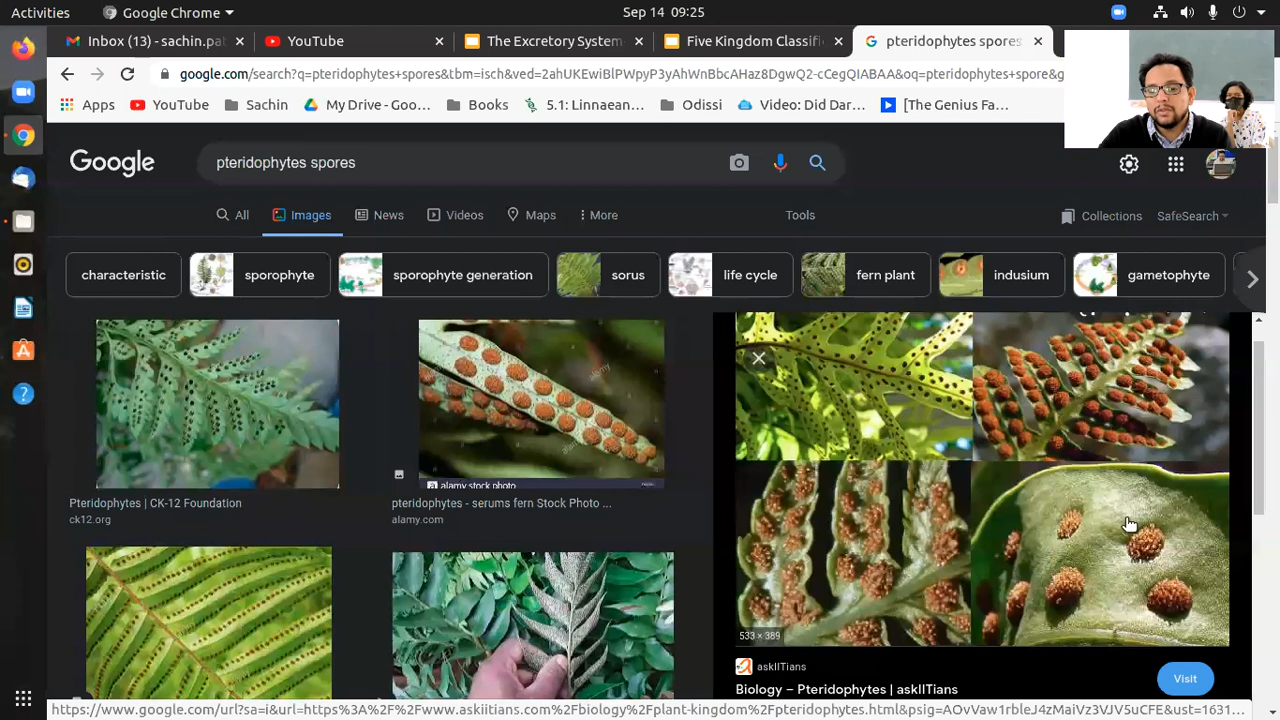 Activities
Google Chrome
Sep 14 09:25
Inbox (13) - sachin.pat
YouTube
The Excretory System
Five Kingdom Classifi
pteridophytes spores
google.com/search?q=pteridophytes+spores&tbm=isch&ved=2ahUKEwiBlPWpyP3yAhWnBbcAHaz8DgwQ2-cCegQIABAA&oq=pteridophytes+spore&g
Apps
YouTube
Sachin
My Drive - Goo...
Books
5.1: Linnaean...
Odissi
Video: Did Dar...
[The Genius Fa...
Google
pteridophytes spores
All
Images
News
Videos
Maps
More
Tools
Collections
SafeSearch
characteristic
sporophyte
sporophyte generation
sorus
life cycle
fern plant
indusium
gametophyte
alamy
alamy
alamy stock photo
Pteridophytes | CK-12 Foundation
ck12.org
pteridophytes - serums fern Stock Photo ...
alamy.com
533 × 389
askIITians
Biology – Pteridophytes | askIITians
Visit
https://www.google.com/url?sa=i&url=https%3A%2F%2Fwww.askiitians.com%2Fbiology%2Fplant-kingdom%2Fpteridophytes.html&psig=AOvVaw1rbleJ4zMaiVz3VJV5uCFE&ust=1631...